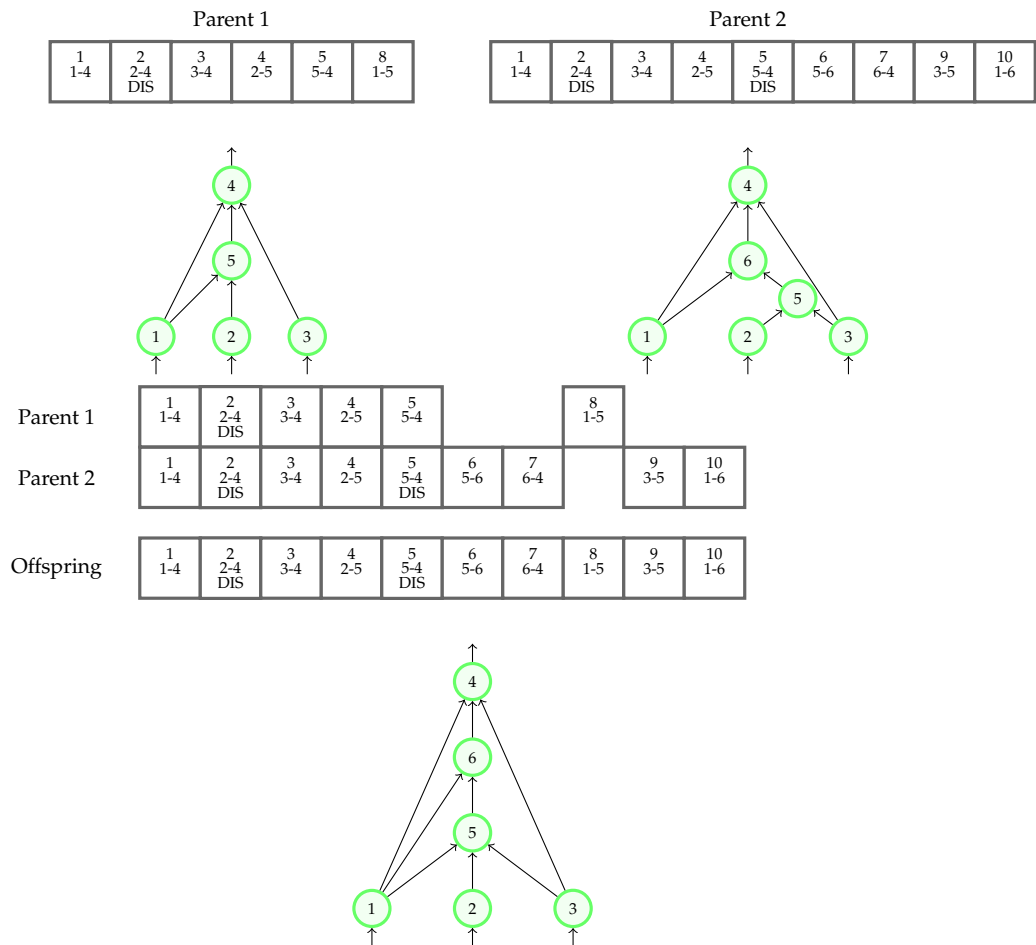 Parent 1 Parent 2
1 2 3 4 5 8 1 2 3 4 5 6 7 9 10
1-4 2-4 3-4 2-5 5-4 1-5 1-4 2-4 3-4 2-5 5-4 5-6 6-4 3-5 1-6
DIS DIS DIS
4 4
5 6
5
1 2 3 1 2 3
1 2 3 4 5 8
Parent 1 1-4 2-4 3-4 2-5 5-4 1-5
DIS
1 2 3 4 5 6 7 9 10
Parent 2 1-4 2-4 3-4 2-5 5-4 5-6 6-4 3-5 1-6
DIS DIS
1 2 3 4 5 6 7 8 9 10
Offspring 1-4 2-4 3-4 2-5 5-4 5-6 6-4 1-5 3-5 1-6
DIS DIS
4
6
5
1 2 3